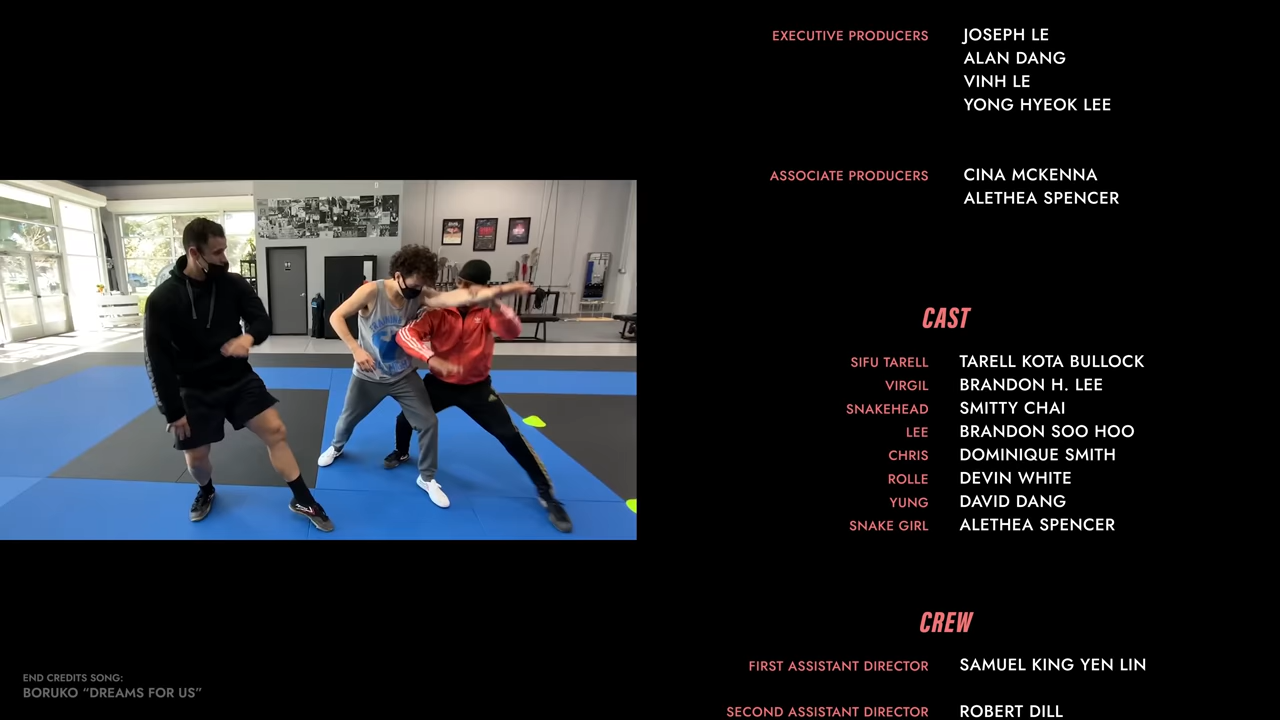 EXECUTIVE PRODUCERS JOSEPH LE
ALAN DANG
VINH LE
YONG HYEOK LEE
ASSOCIATE PRODUCERS CINA MCKENNA
ALETHEA SPENCER
CAST
SIFU TARELL TARELL KOTA BULLOCK
VIRGIL BRANDON H. LEE
SNAKEHEAD SMITTY CHAI
LEE BRANDON SOO HOO
CHRIS DOMINIQUE SMITH
ROLLE DEVIN WHITE
YUNG DAVID DANG
SNAKE GIRL ALETHEA SPENCER
CREW
FIRST ASSISTANT DIRECTOR SAMUEL KING YEN LIN
SECOND ASSISTANT DIRECTOR ROBERT DILL
END CREDITS SONG:
BORUKO “DREAMS FOR US”